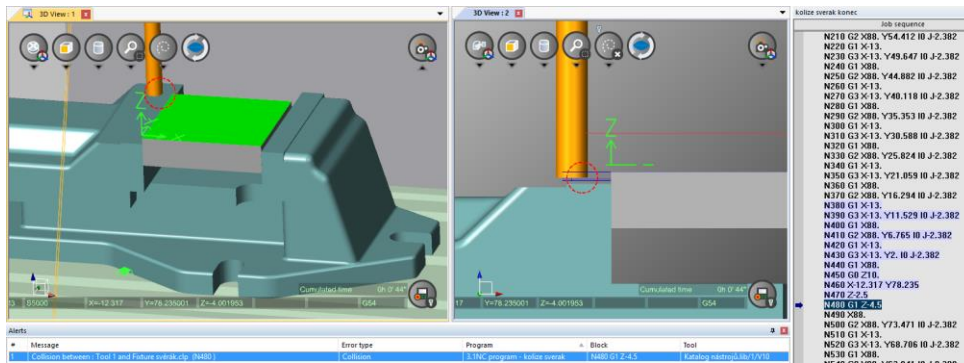 3D View : 1
3D View : 2
kolize sverak konec
Job sequence
N210 G2 X88. Y54.412 I0 J-2.382
N220 G1 X-13.
N230 G3 X-13. Y49.647 I0 J-2.382
N240 G1 X88.
N250 G2 X88. Y44.882 I0 J-2.382
N260 G1 X-13.
N270 G3 X-13. Y40.118 I0 J-2.382
N280 G1 X88.
N290 G2 X88. Y35.353 I0 J-2.382
N300 G1 X-13.
N310 G3 X-13. Y30.588 I0 J-2.382
N320 G1 X88.
N330 G2 X88. Y25.824 I0 J-2.382
N340 G1 X-13.
N350 G3 X-13. Y21.059 I0 J-2.382
N360 G1 X88.
N370 G2 X88. Y16.294 I0 J-2.382
N380 G1 X-13.
N390 G3 X-13. Y11.529 I0 J-2.382
N400 G1 X88.
N410 G2 X88. Y6.765 I0 J-2.382
N420 G1 X-13.
N430 G3 X-13. Y2. I0 J-2.382
N440 G1 X88.
N450 G0 Z10.
N460 X-12.317 Y78.235
N470 Z-2.5
N480 G1 Z-4.5
N490 X88.
N500 G2 X88. Y73.471 I0 J-2.382
N510 G1 X-13.
N520 G3 X-13. Y68.706 I0 J-2.382
N530 G1 X88.
Z
X
Z
Cumulated time 0h 0' 44"
S5000 X=-12.317 Y=78.235001 Z=-4.001953 G54
Cumulated time 0h 0' 44"
17 Y=78.235001 Z=-4.001953 G54
Alerts
# Message Error type Program Block Tool
1 Collision between : Tool 1 and Fixture svěrák.clp (N480 ) Collision 3.1NC program - kolize sverak N480 G1 Z-4.5 Katalog nástrojů.lib/1/V10